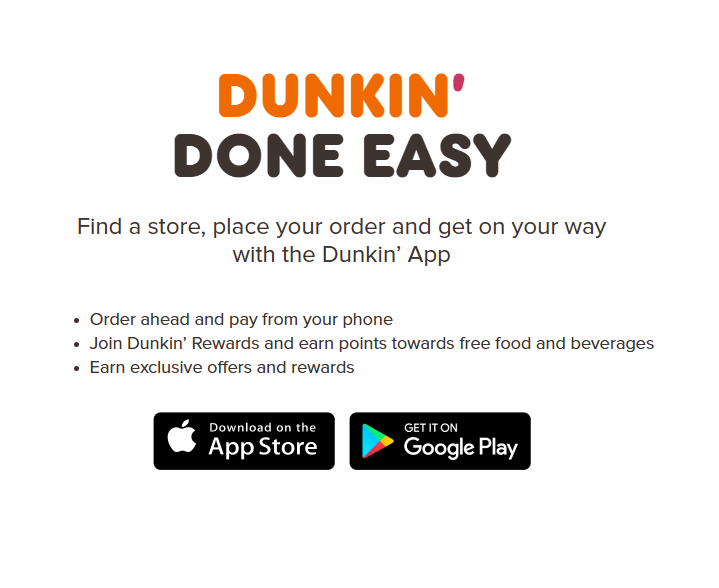 DUNKIN'
DONE EASY
Find a store, place your order and get on your way
with the Dunkin’ App
• Order ahead and pay from your phone
• Join Dunkin’ Rewards and earn points towards free food and beverages
• Earn exclusive offers and rewards
Download on the
App Store
GET IT ON
Google Play